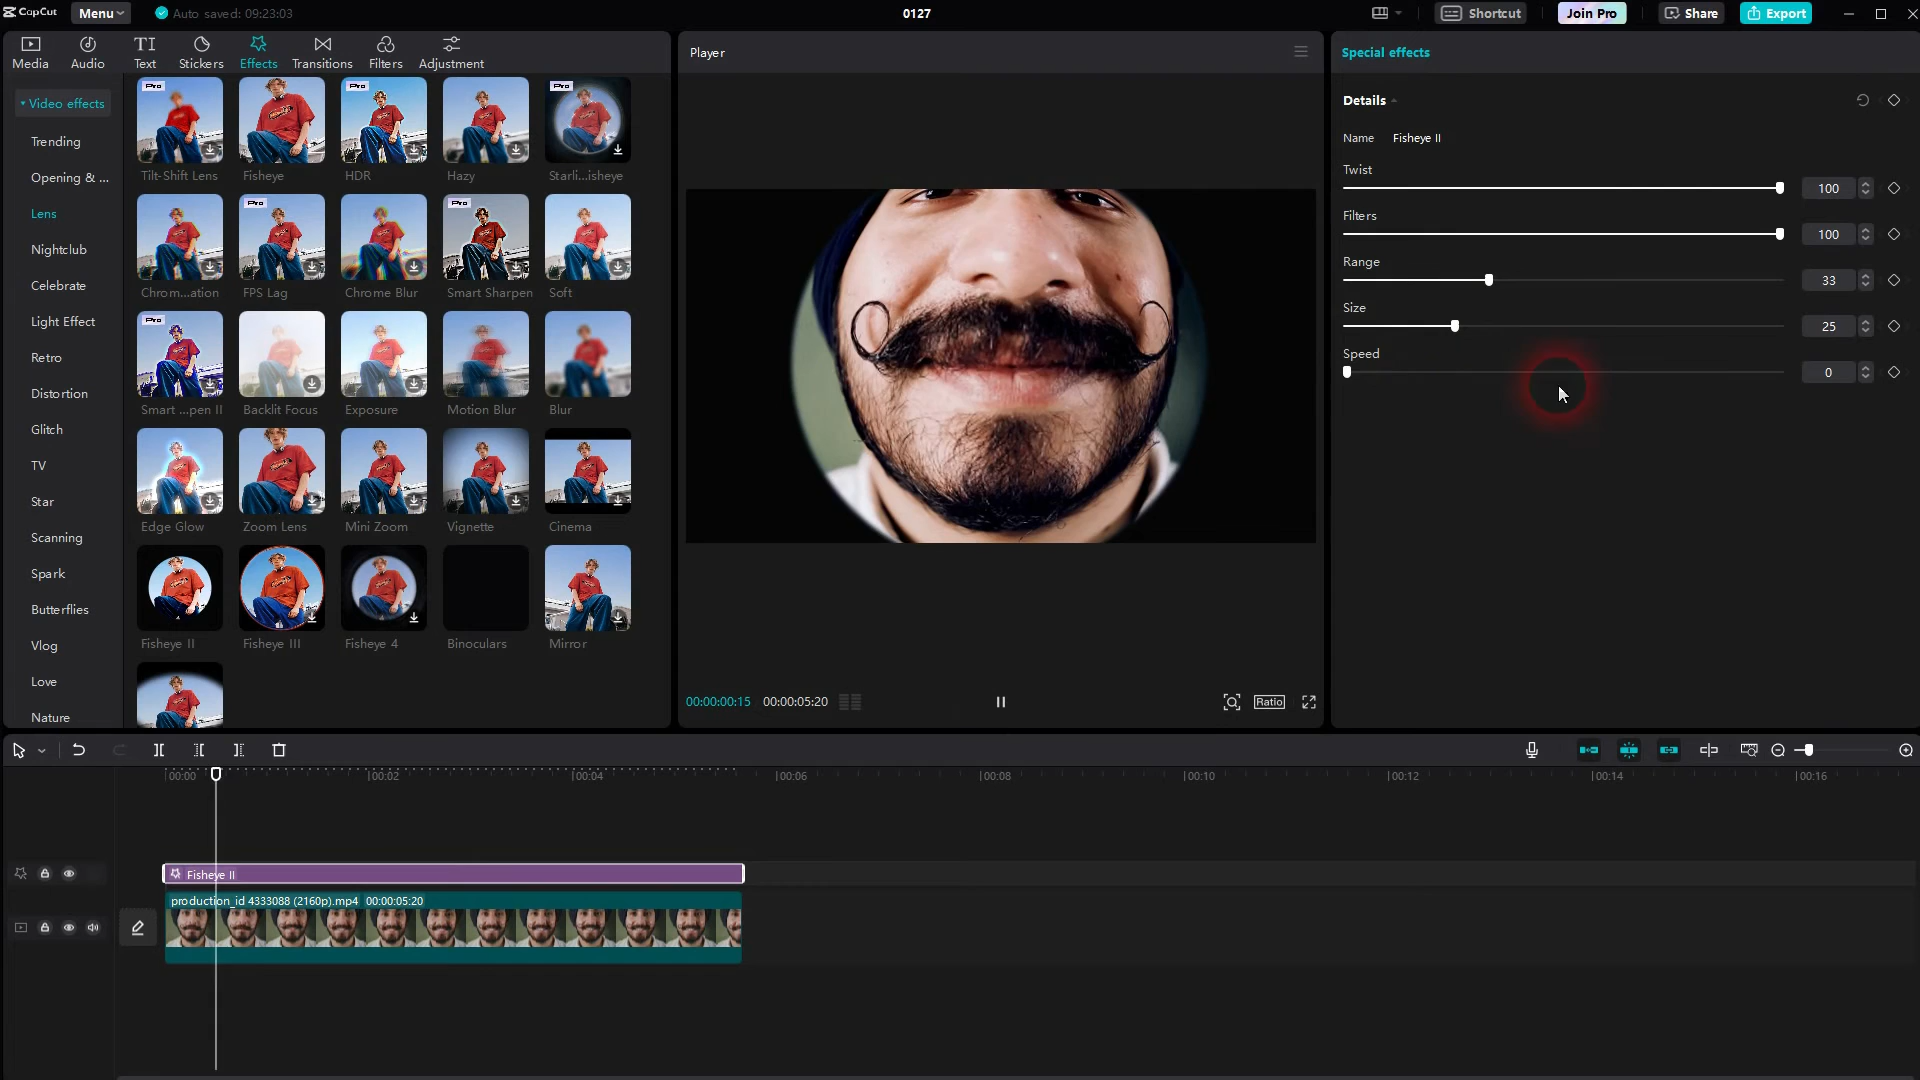 CapCut
Menu
Auto saved: 09:23:03
0127
Shortcut
Join Pro
Share
Export
Media
Audio
TI
Text
Stickers
Effects
Transitions
Filters
Adjustment
Video effects
Trending
Opening & ...
Lens
Nightclub
Celebrate
Light Effect
Retro
Distortion
Glitch
TV
Star
Scanning
Spark
Butterflies
Vlog
Love
Nature
Pro
Pro
Pro
Tilt-Shift Lens
Fisheye
HDR
Hazy
Starli...isheye
Pro
Pro
Chrom...ation
FPS Lag
Chrome Blur
Smart Sharpen
Soft
Pro
Smart ...pen II
Backlit Focus
Exposure
Motion Blur
Blur
Edge Glow
Zoom Lens
Mini Zoom
Vignette
Cinema
Fisheye II
Fisheye III
Fisheye 4
Binoculars
Mirror
Player
00:00:00:15
00:00:05:20
Ratio
Special effects
Details
Name Fisheye II
Twist
100
Filters
100
Range
33
Size
25
Speed
0
00:00
00:02
00:04
00:06
00:08
00:10
00:12
00:14
00:16
Fisheye II
production_id 4333088 (2160p).mp4 00:00:05:20